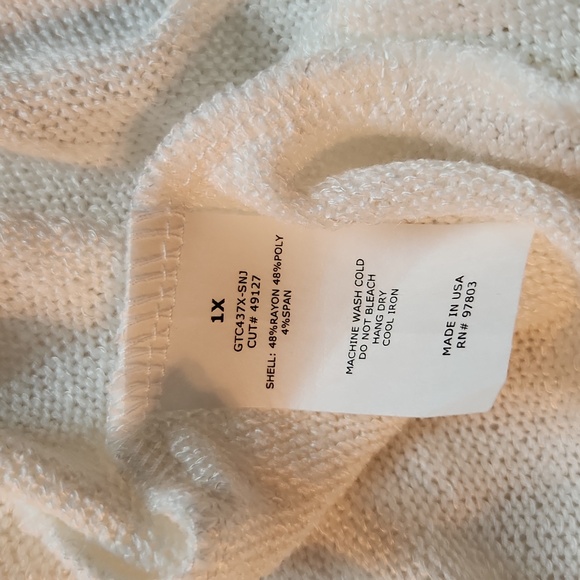 1X
GTC437X-SNJ
CUT# 49127
SHELL: 48%RAYON 48%POLY
4%SPAN
MACHINE WASH COLD
DO NOT BLEACH
HANG DRY
COOL IRON
MADE IN USA
RN# 97803